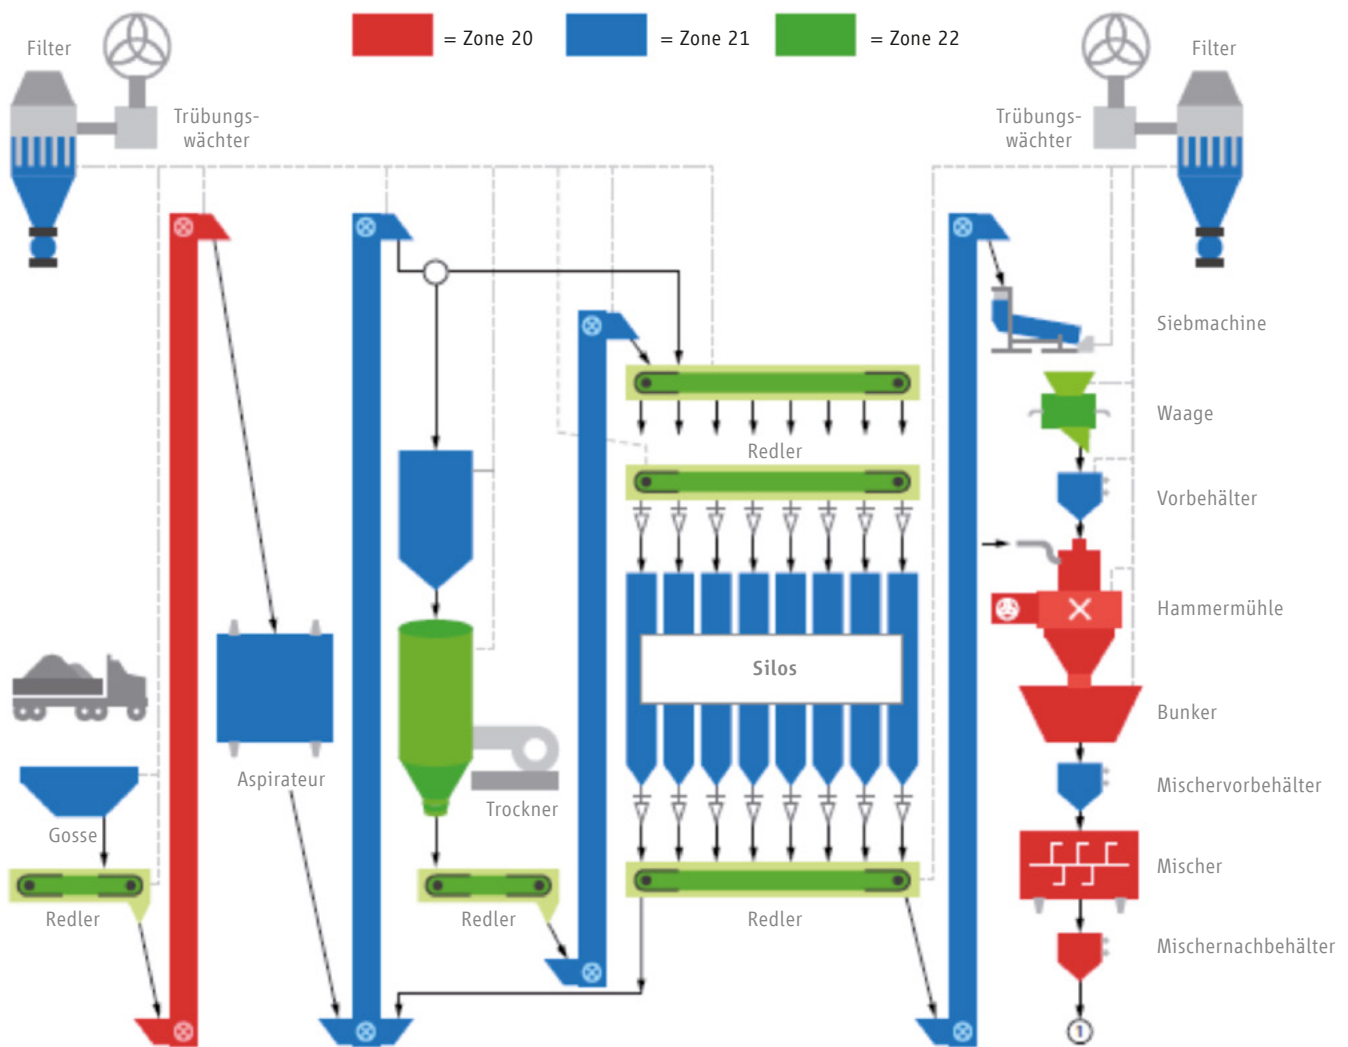 = Zone 20
= Zone 21
= Zone 22
Filter
Trübungs-
wächter
Trübungs-
wächter
Filter
Siebmachine
Waage
Redler
Vorbehälter
Hammermühle
Silos
Bunker
Aspirateur
Trockner
Mischervorbehälter
Gosse
Mischer
Redler
Redler
Redler
Mischernachbehälter
1